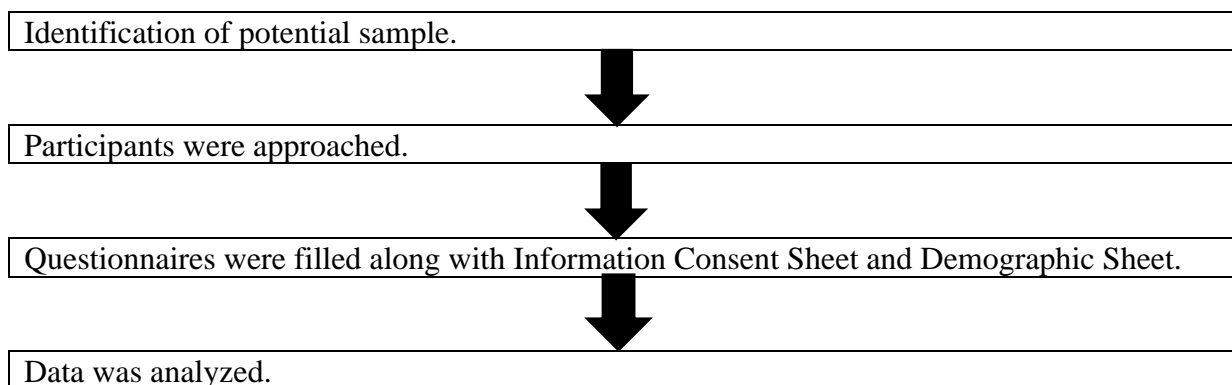 Identification of potential sample.
Participants were approached.
Questionnaires were filled along with Information Consent Sheet and Demographic Sheet.
Data was analyzed.